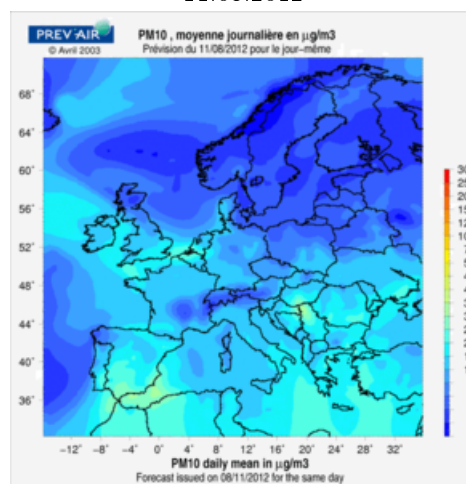 PREV'AIR
© Avril 2003
PM10 , moyenne journalière en µg/m3
Prévision du 11/08/2012 pour le jour-même
68°
64°
60°
56°
52°
48°
44°
40°
36°
−12° −8° −4° 0° 4° 8° 12° 16° 20° 24° 28° 32°
PM10 daily mean in µg/m3
Forecast issued on 08/11/2012 for the same day